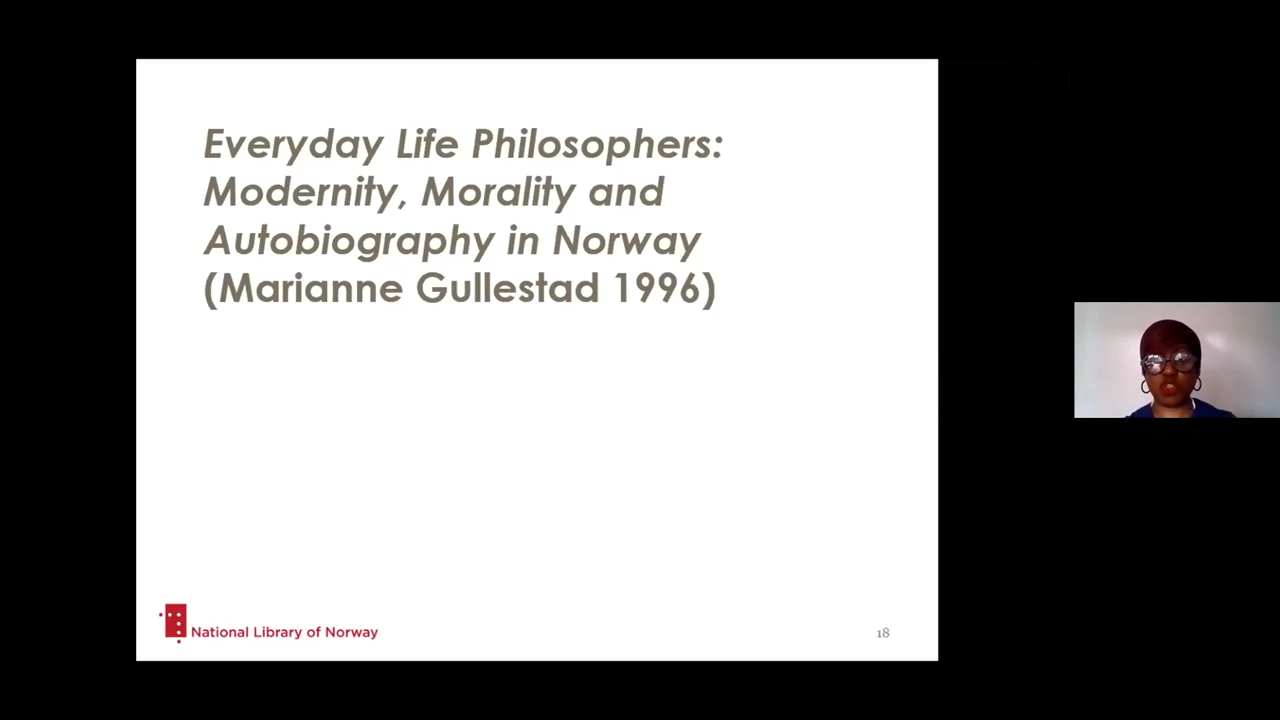 Everyday Life Philosophers:
Modernity, Morality and
Autobiography in Norway
(Marianne Gullestad 1996)
National Library of Norway
18